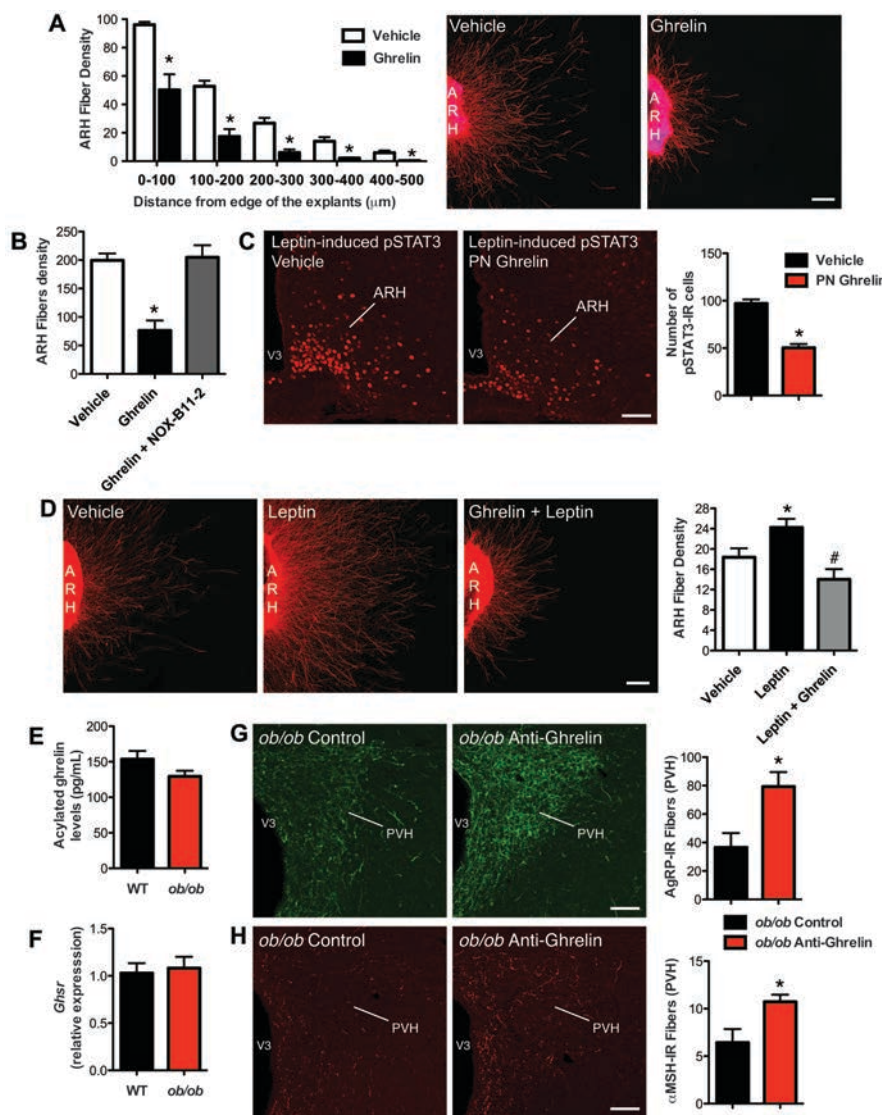 A
ARH Fiber Density
100
80
60
40
20
0
Vehicle
Ghrelin
*
*
*
*
*
0-100
100-200
200-300
300-400
400-500
Distance from edge of the explants (μm)
Vehicle
ARH
Ghrelin
ARH
B
ARH Fibers density
250
200
150
100
50
0
*
Vehicle
Ghrelin
Ghrelin + NOX-B11-2
C
Leptin-induced pSTAT3
Vehicle
ARH
V3
Leptin-induced pSTAT3
PN Ghrelin
ARH
V3
Number of
pSTAT3-IR cells
150
100
50
0
*
Vehicle
PN Ghrelin
D
Vehicle
ARH
Leptin
ARH
Ghrelin + Leptin
ARH
ARH Fiber Density
28
24
20
16
12
8
4
0
*
#
Vehicle
Leptin
Leptin + Ghrelin
E
Acylated ghrelin
levels (pg/mL)
200
150
100
50
0
WT
ob/ob
G
ob/ob Control
V3
PVH
ob/ob Anti-Ghrelin
PVH
AgRP-IR Fibers (PVH)
100
80
60
40
20
0
*
ob/ob Control
ob/ob Anti-Ghrelin
F
Ghsr
(relative expresssion)
1.5
1.0
0.5
0.0
WT
ob/ob
H
ob/ob Control
V3
PVH
ob/ob Anti-Ghrelin
V3
PVH
αMSH-IR Fibers (PVH)
15
10
5
0
*